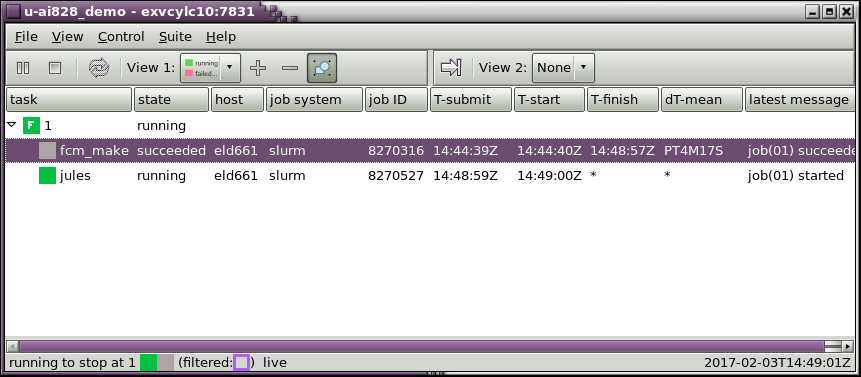 u-ai828_demo - exvcylc10:7831
File View Control Suite Help
View 1: running failed... View 2: None
task state host job system job ID T-submit T-start T-finish dT-mean latest message
F 1 running
fcm_make succeeded eld661 slurm 8270316 14:44:39Z 14:44:40Z 14:48:57Z PT4M17S job(01) succeede
jules running eld661 slurm 8270527 14:48:59Z 14:49:00Z * * job(01) started
running to stop at 1 (filtered: ) live 2017-02-03T14:49:01Z